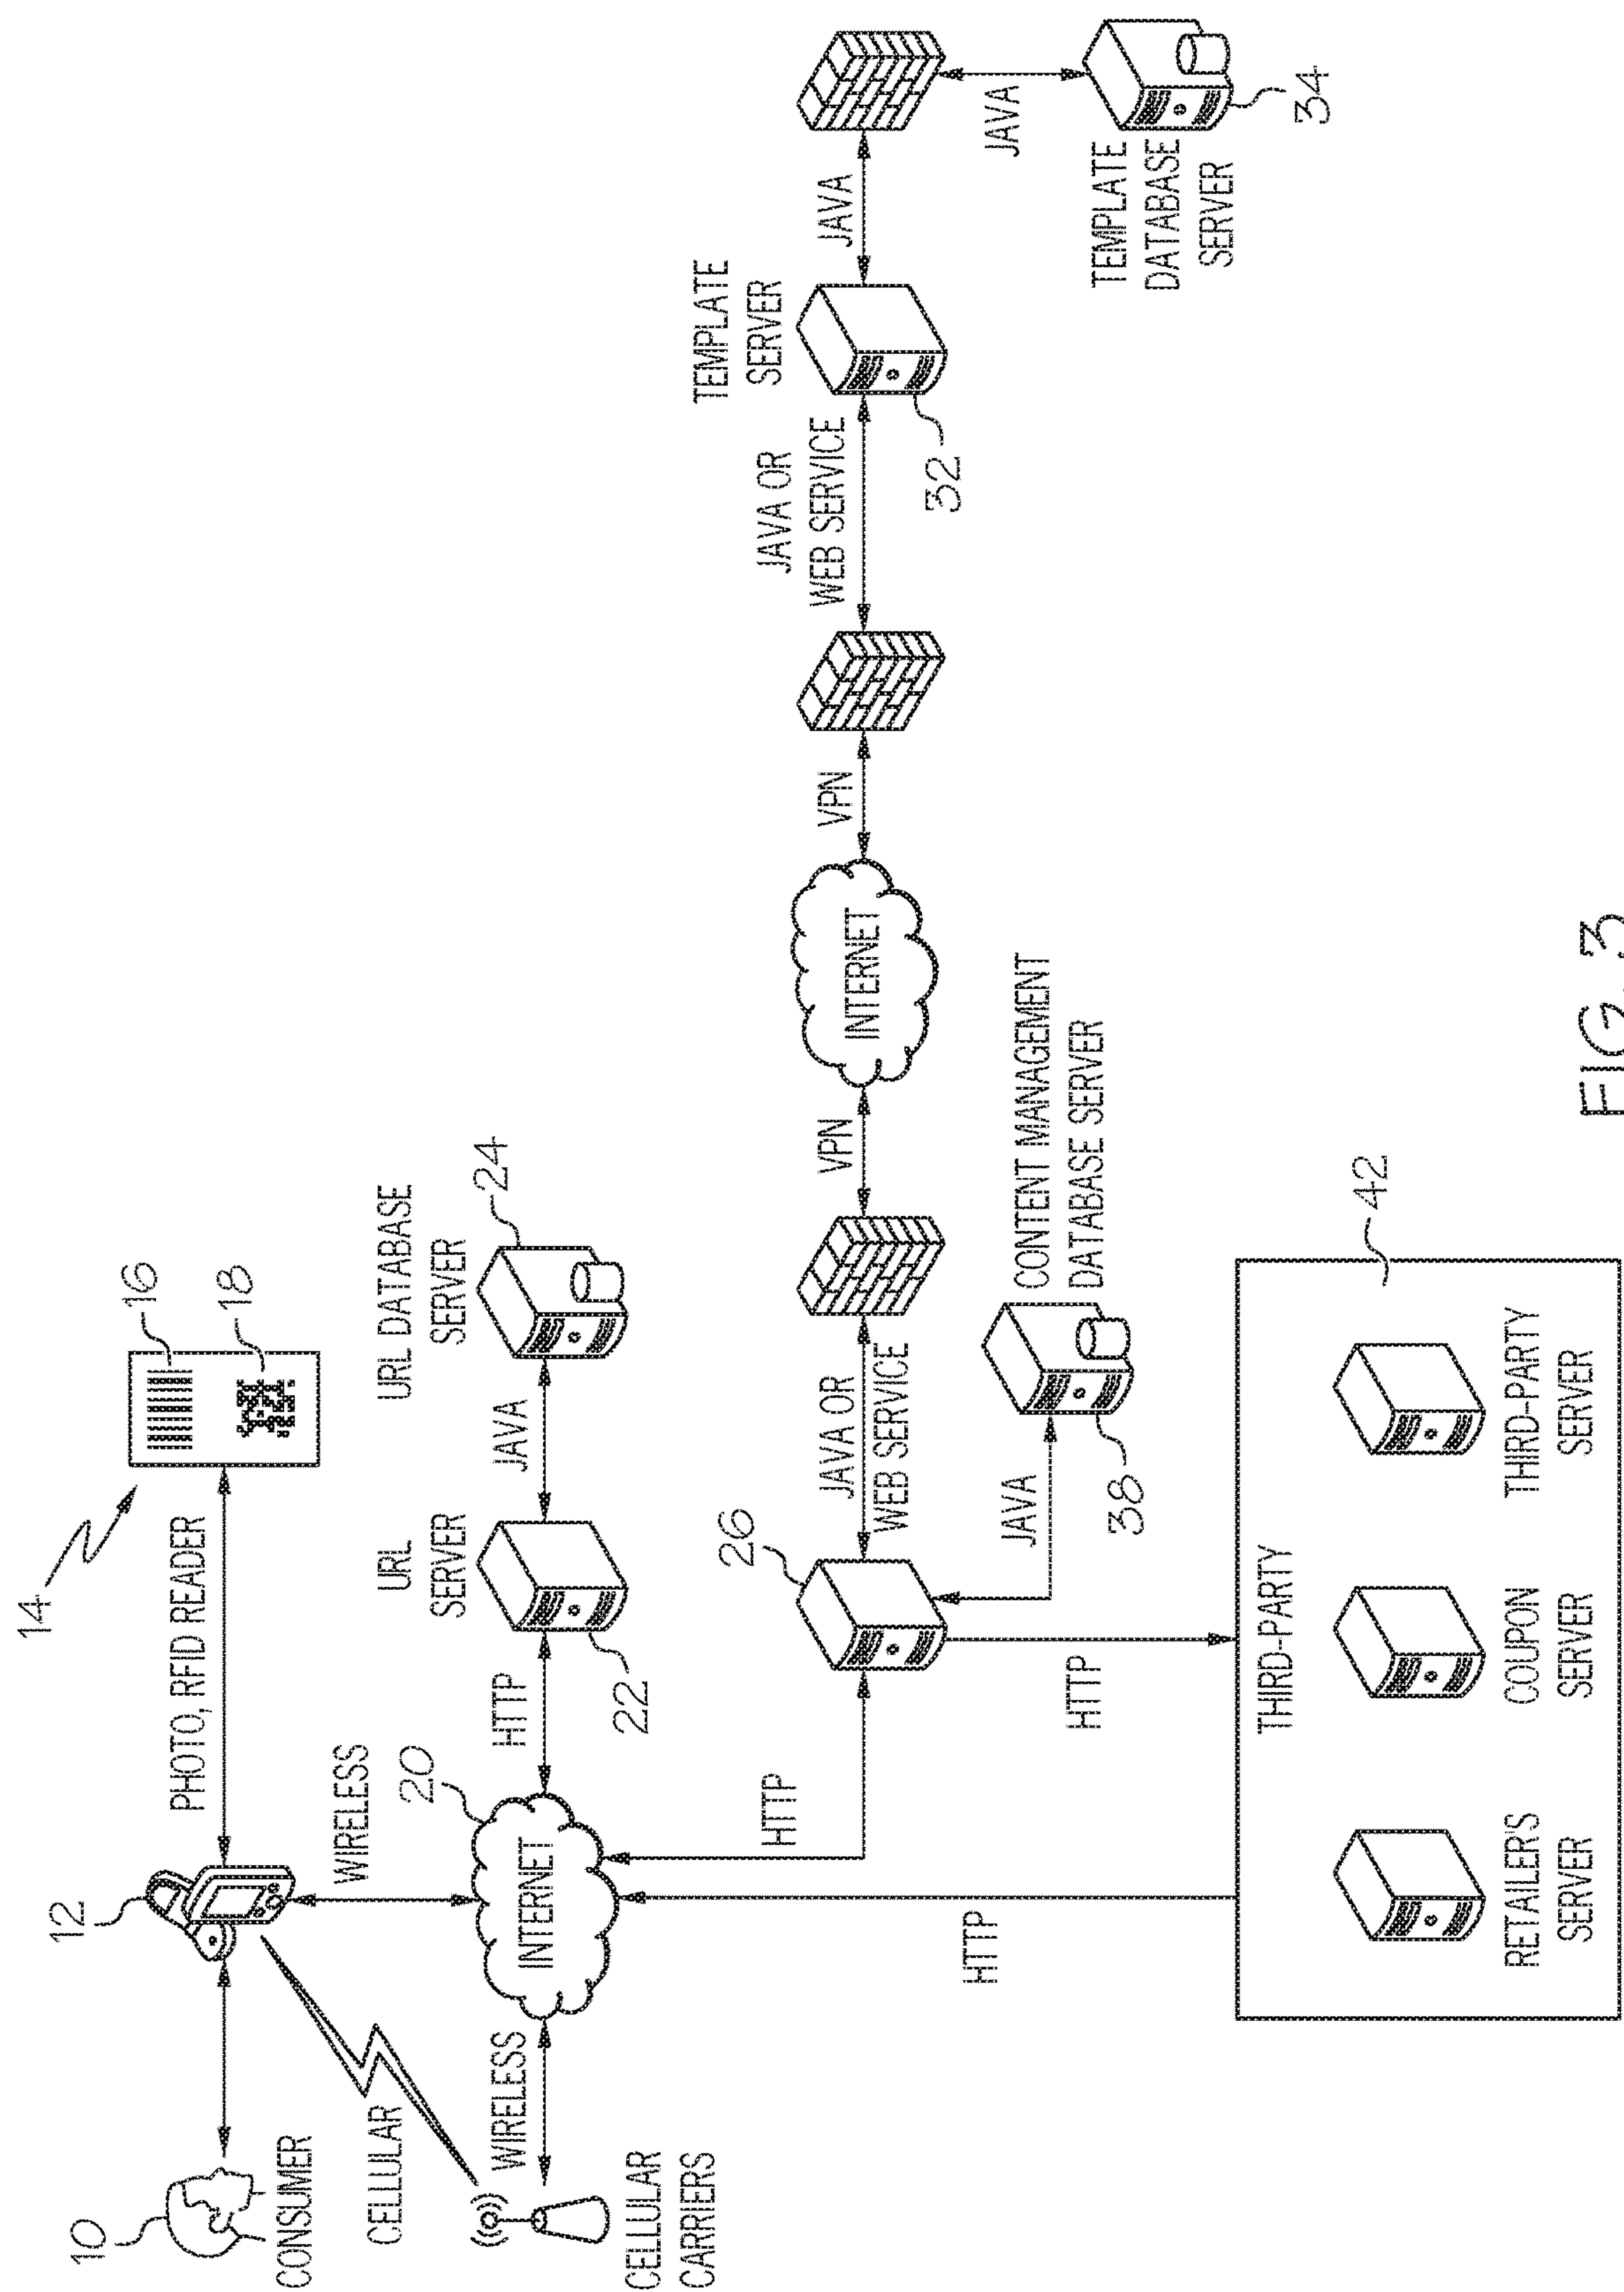 14
16
18
12
10
PHOTO, RFID READER
CONSUMER
CELLULAR
WIRELESS
20
URL
SERVER
URL DATABASE
SERVER
24
WIRELESS
INTERNET
HTTP
JAVA
22
CELLULAR
CARRIERS
HTTP
26
JAVA OR
WEB SERVICE
VPN
INTERNET
VPN
JAVA OR
WEB SERVICE
TEMPLATE
SERVER
32
JAVA
JAVA
TEMPLATE
DATABASE
SERVER
34
CONTENT MANAGEMENT
DATABASE SERVER
JAVA
38
HTTP
HTTP
THIRD-PARTY
42
RETAILER'S
SERVER
COUPON
SERVER
THIRD-PARTY
SERVER
FIG. 3